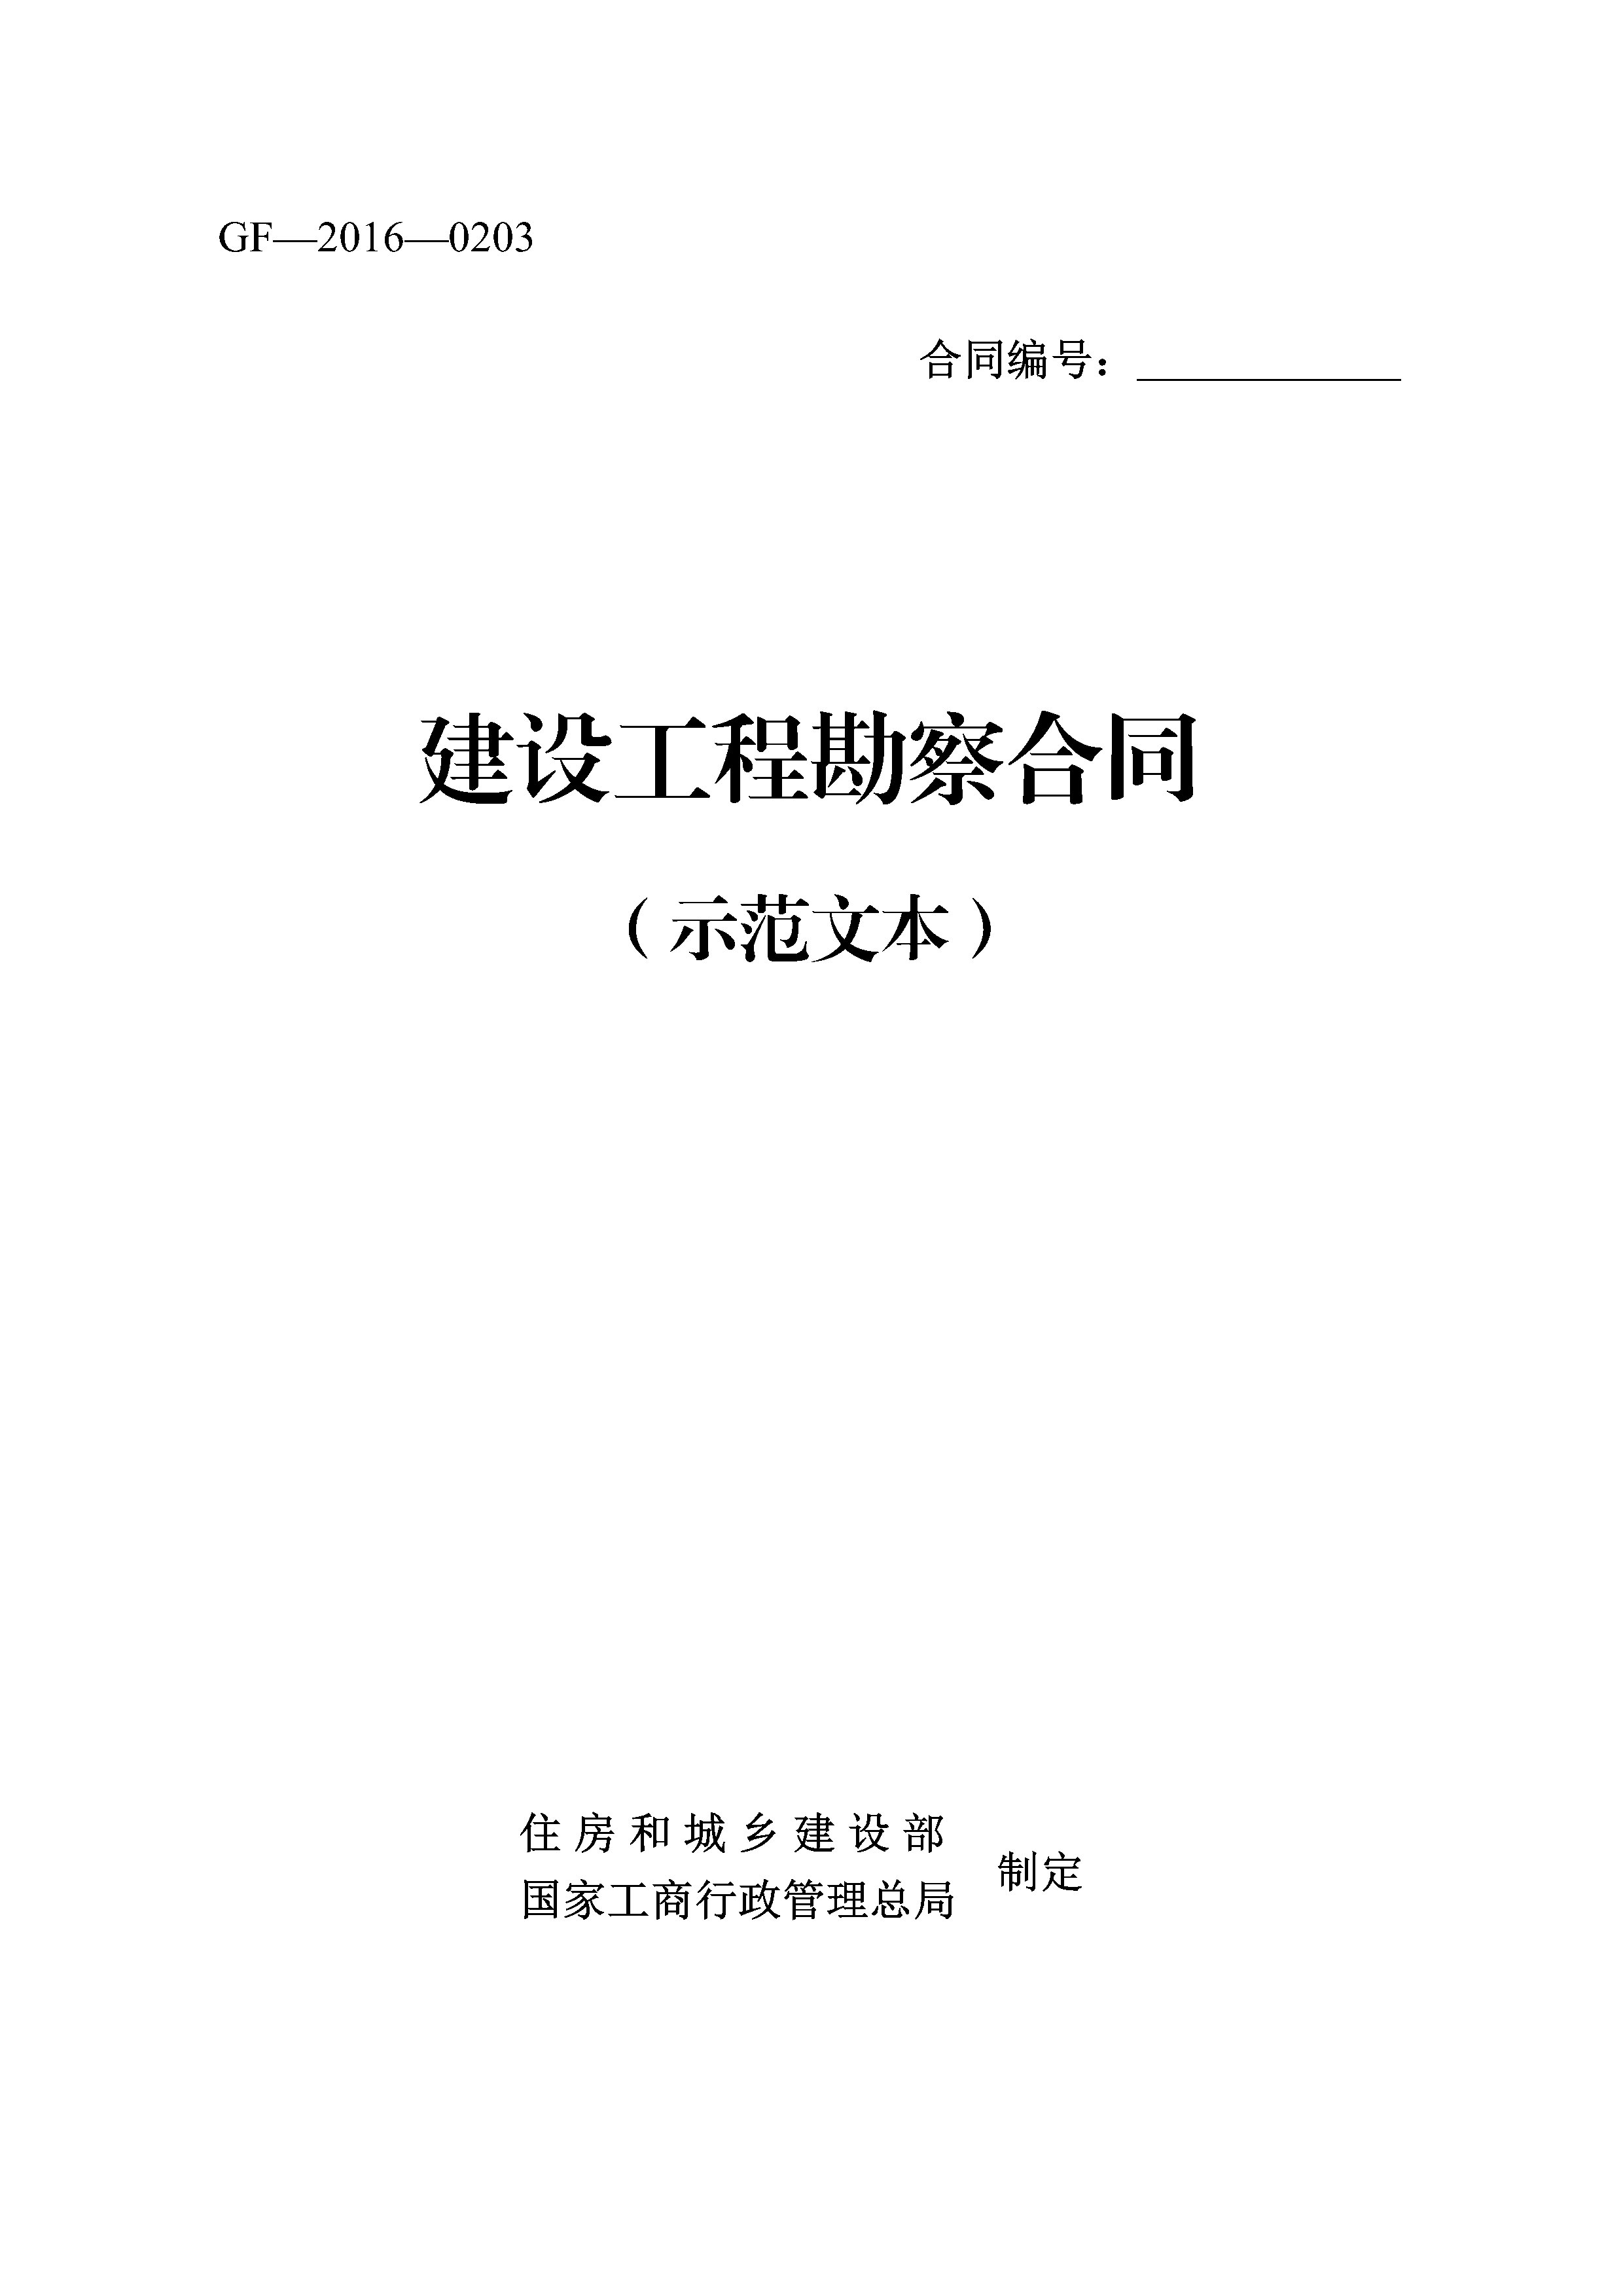 GF—2016—0203
合同编号：
建设工程勘察合同
（示范文本）
住房和城乡建设部
国家工商行政管理总局
制定